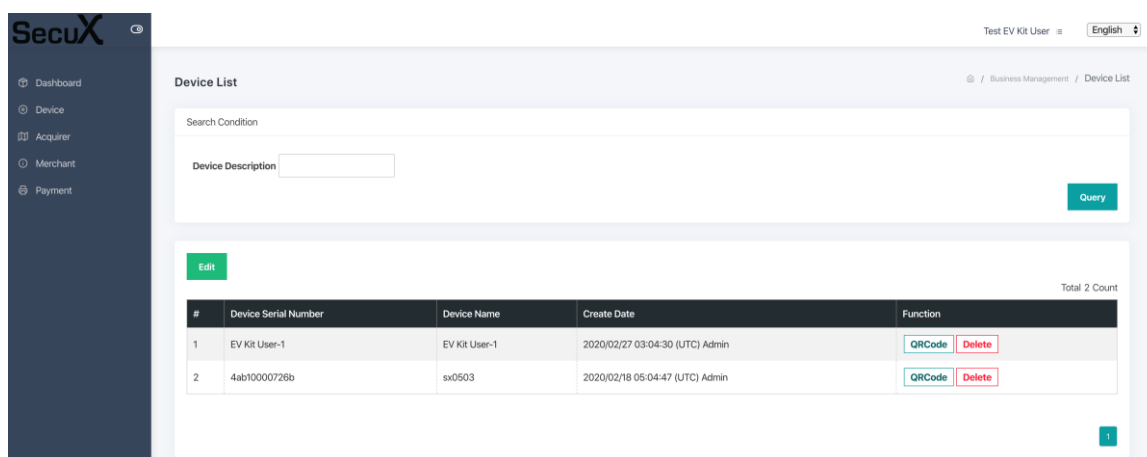 SecuX
Test EV Kit User
English
Dashboard
Device
Acquirer
Merchant
Payment
Device List
/ Business Management / Device List
Search Condition
Device Description
Query
Edit
Total 2 Count
# Device Serial Number Device Name Create Date Function
1 EV Kit User-1 EV Kit User-1 2020/02/27 03:04:30 (UTC) Admin QRCode Delete
2 4ab10000726b sx0503 2020/02/18 05:04:47 (UTC) Admin QRCode Delete
1